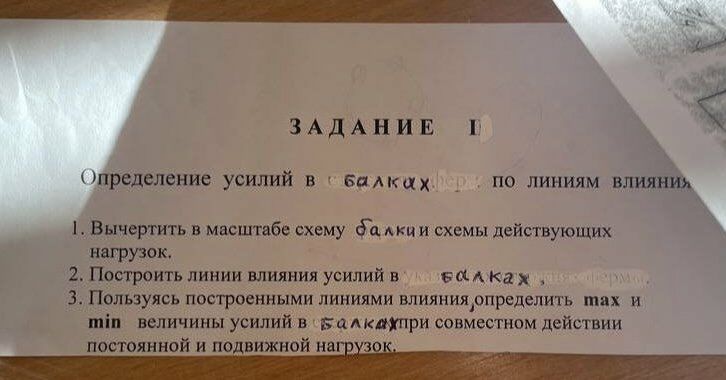 ЗАДАНИЕ I
Определение усилий в балках. по линиям влияния
1. Вычертить в масштабе схему балки и схемы действующих
нагрузок.
2. Построить линии влияния усилий в балках,
3. Пользуясь построенными линиями влияния, определить max и
min величины усилий в балках при совместном действии
постоянной и подвижной нагрузок.